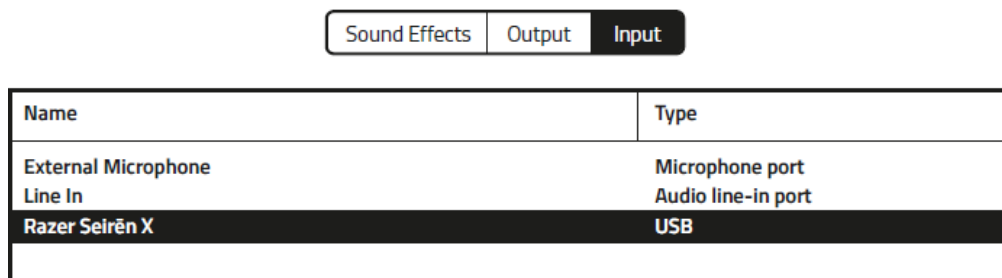 Sound Effects Output Input
Name Type
External Microphone Microphone port
Line In Audio line-in port
Razer Seirēn X USB